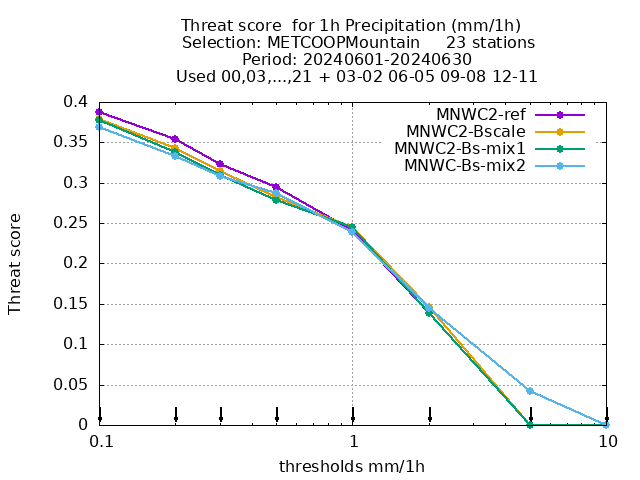 Threat score  for 1h Precipitation (mm/1h)
Selection: METCOOPMountain     23 stations
Period: 20240601-20240630
Used 00,03,...,21 + 03-02 06-05 09-08 12-11
MNWC2-ref
MNWC2-Bscale
MNWC2-Bs-mix1
MNWC-Bs-mix2
Threat score
0.4
0.35
0.3
0.25
0.2
0.15
0.1
0.05
0
0.1 1 10
thresholds mm/1h